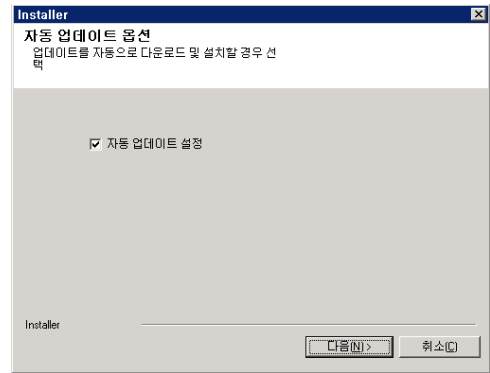 Installer
자동 업데이트 옵션
업데이트를 자동으로 다운로드 및 설치할 경우 선
택
자동 업데이트 설정
Installer
다음(N) >
취소(C)